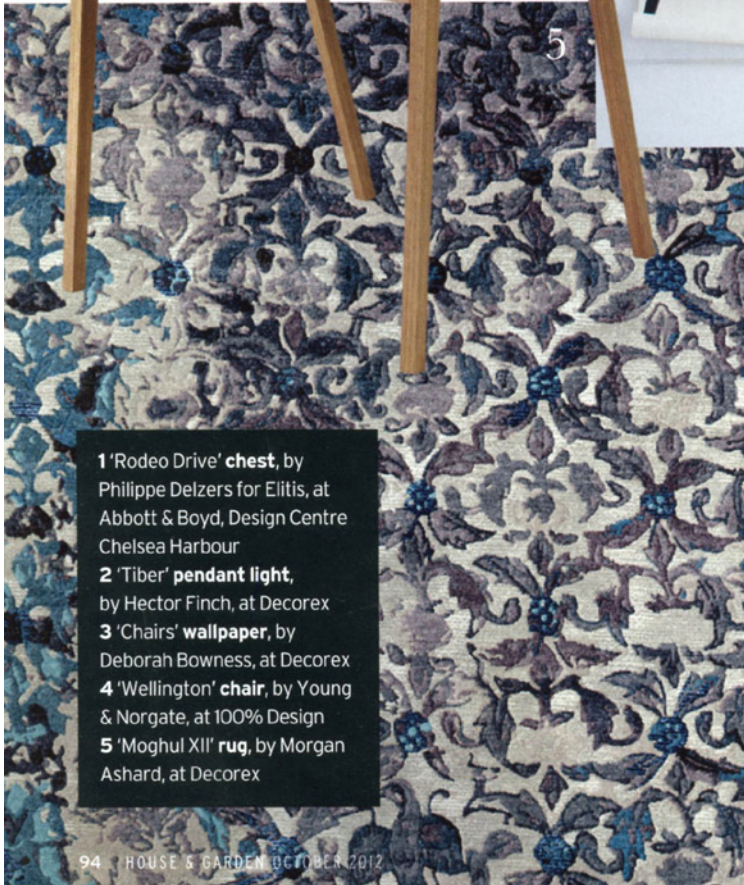 5
1 'Rodeo Drive' chest, by
Philippe Delzers for Elitis, at
Abbott & Boyd, Design Centre
Chelsea Harbour
2 'Tiber' pendant light,
by Hector Finch, at Decorex
3 'Chairs' wallpaper, by
Deborah Bowness, at Decorex
4 'Wellington' chair, by Young
& Norgate, at 100% Design
5 'Moghul XII' rug, by Morgan
Ashard, at Decorex
94 HOUSE & GARDEN OCTOBER 2012